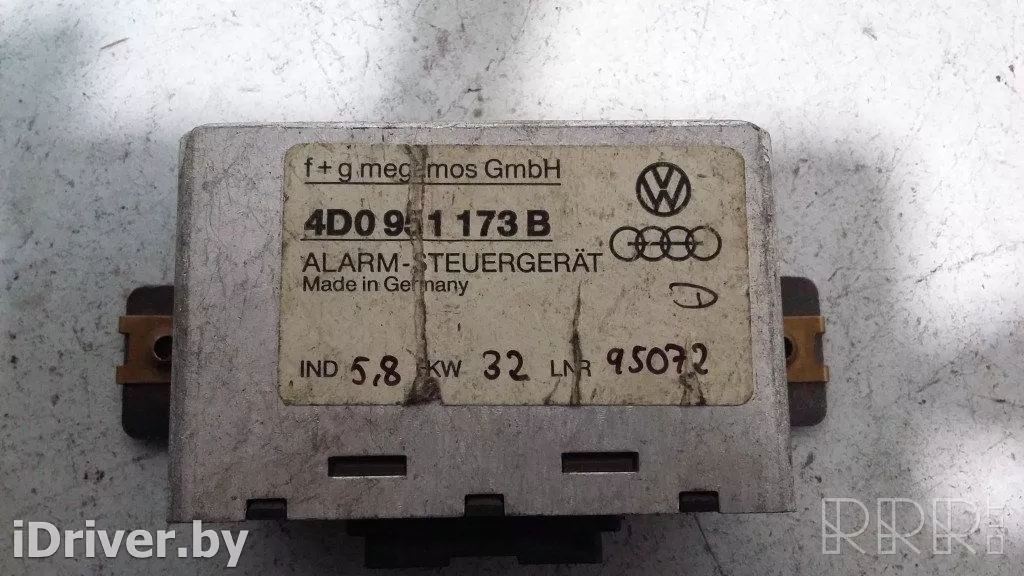 f+g megamos GmbH
4D0 951 173 B
ALARM-STEUERGERÄT
Made in Germany
D
IND 5,8 KW 32 LNR 95072
iDriver.by
RRR.LT